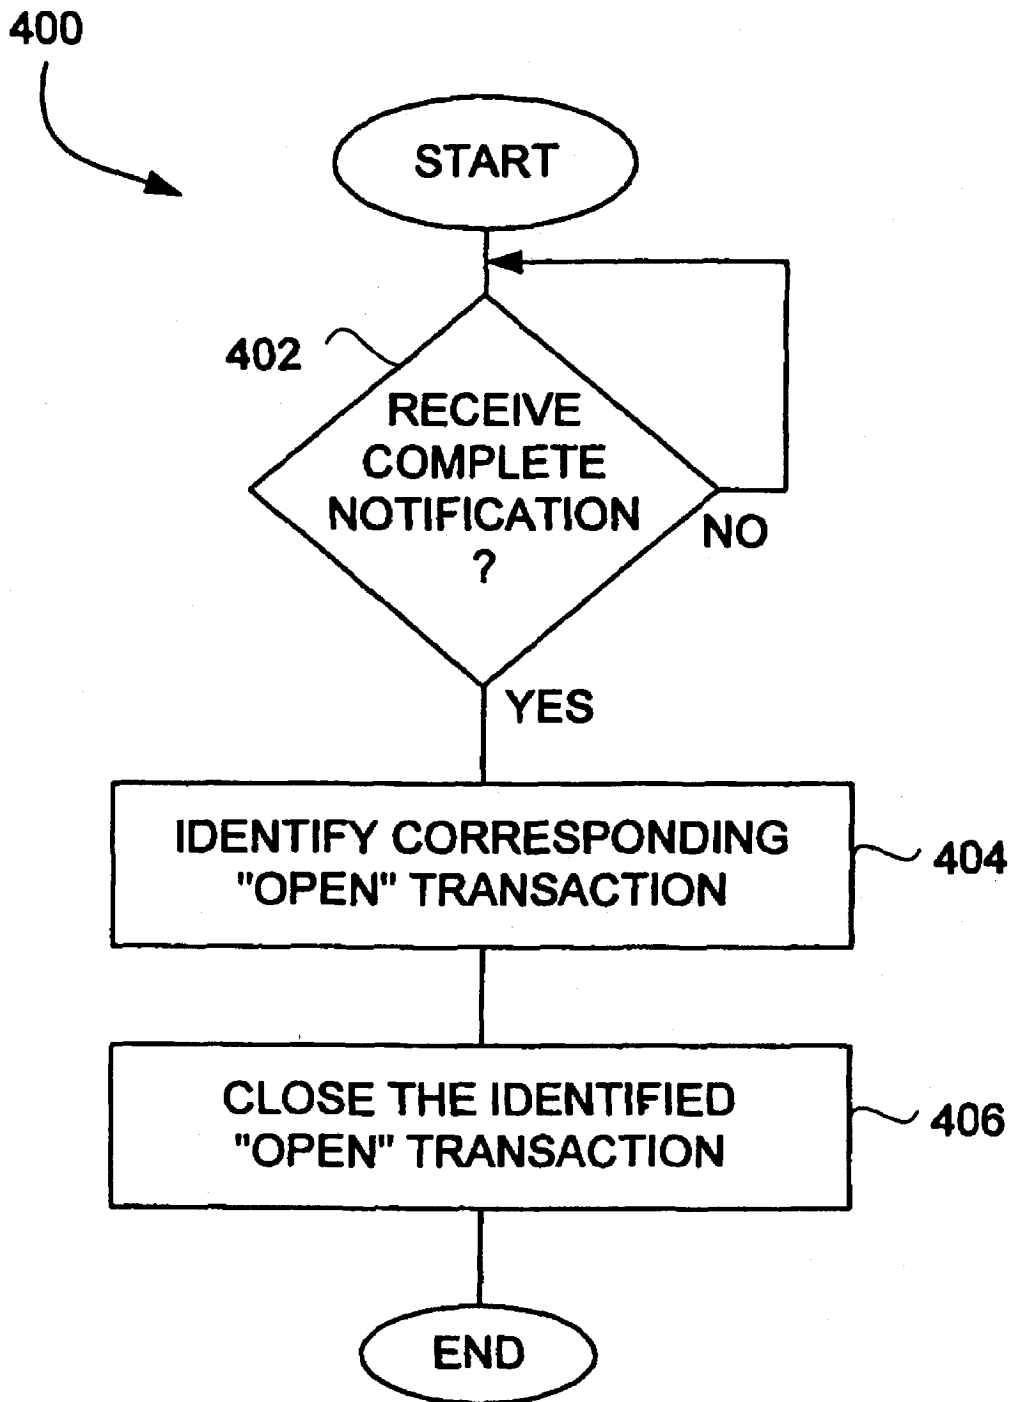 400
START
402
RECEIVE
COMPLETE
NOTIFICATION
?
NO
YES
IDENTIFY CORRESPONDING
"OPEN" TRANSACTION
404
CLOSE THE IDENTIFIED
"OPEN" TRANSACTION
406
END